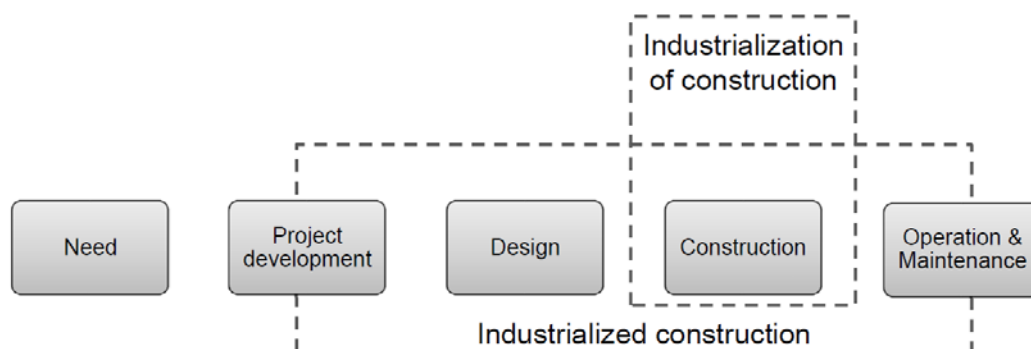 Industrialization
of construction
Need
Project
development
Design
Construction
Operation &
Maintenance
Industrialized construction